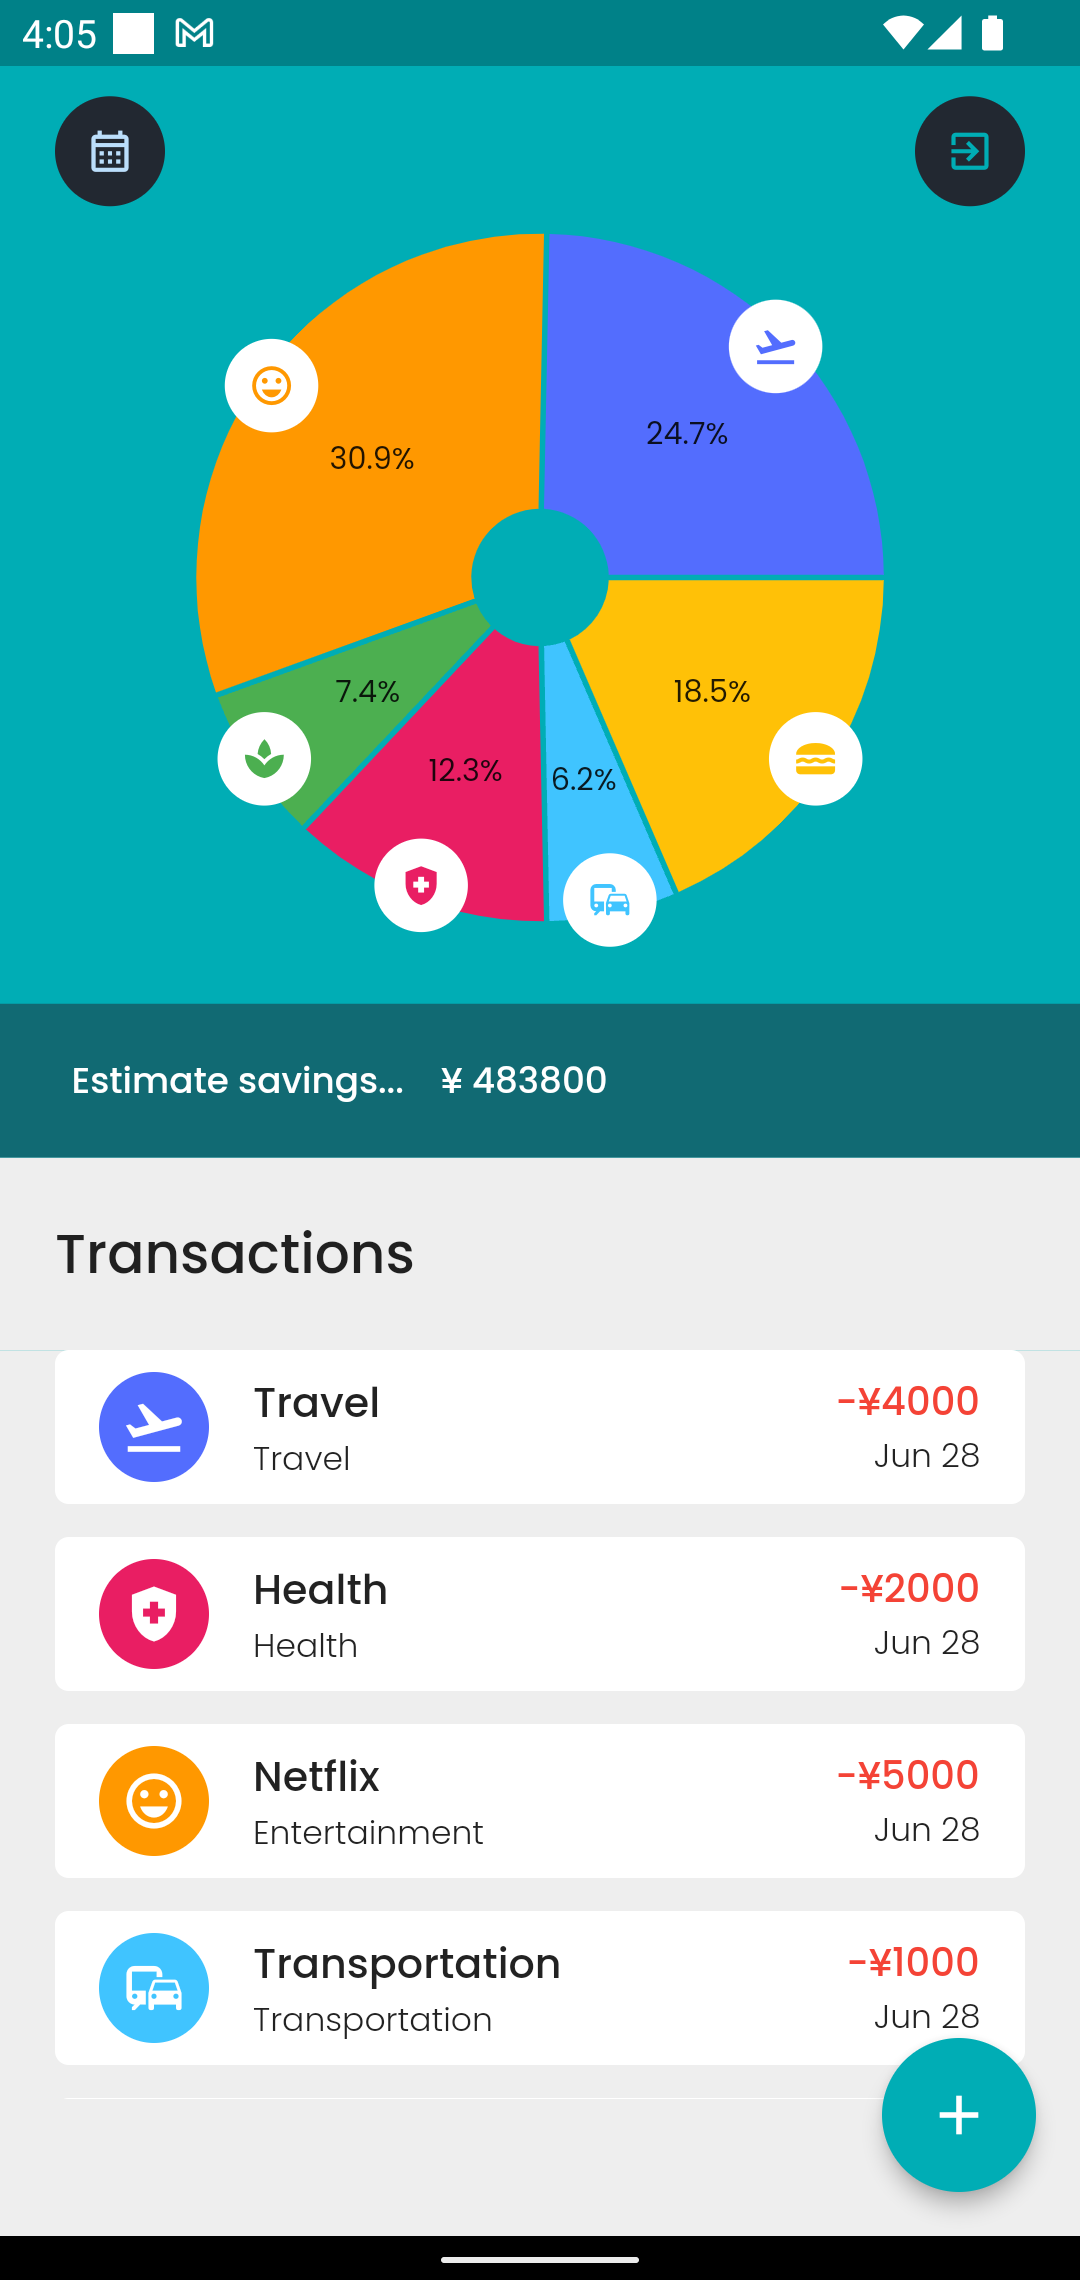 4:05
24.7%
30.9%
7.4%
18.5%
12.3%
6.2%
Estimate savings... ¥ 483800
Transactions
Travel -¥4000
Travel Jun 28
Health -¥2000
Health Jun 28
Netflix -¥5000
Entertainment Jun 28
Transportation -¥1000
Transportation Jun 28